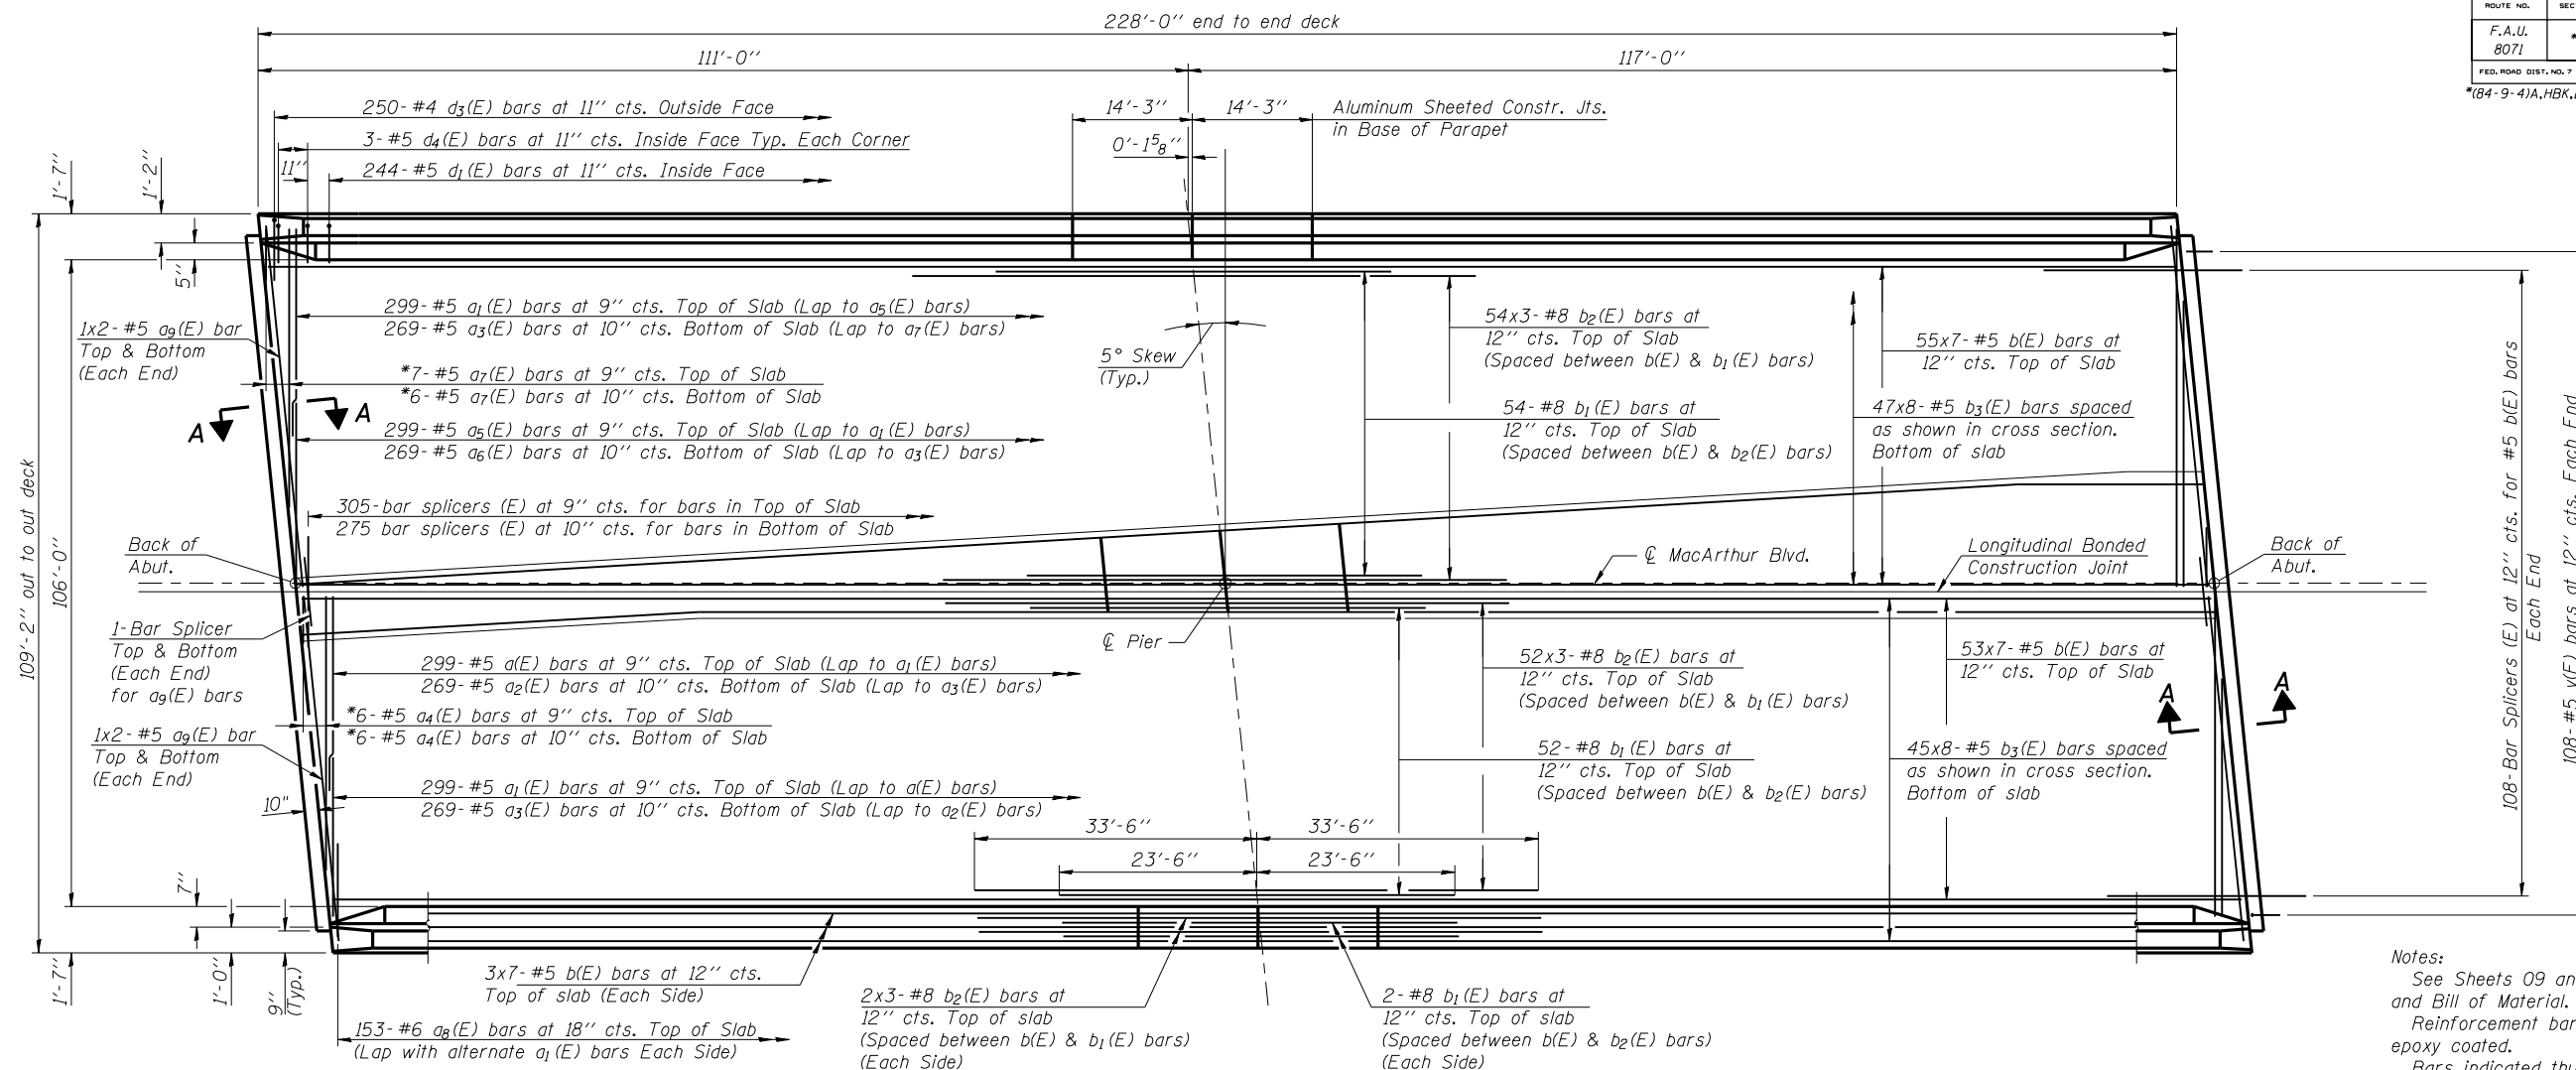 228'-0'' end to end deck
111'-0''
117'-0''
ROUTE NO.
F.A.U.
8071
FED. ROAD DIST. NO. 7
*(84-9-4)A,HBK,
250-#4 d3(E) bars at 11'' cts. Outside Face
3-#5 d4(E) bars at 11'' cts. Inside Face Typ. Each Corner
11''
244-#5 d1(E) bars at 11'' cts. Inside Face
14'-3''
14'-3''
0'-1 5/8''
Aluminum Sheeted Constr. Jts.
in Base of Parapet
1'-7''
1'-2''
5''
109'-2'' out to out deck
106'-0''
299-#5 a1(E) bars at 9'' cts. Top of Slab (Lap to a5(E) bars)
269-#5 a3(E) bars at 10'' cts. Bottom of Slab (Lap to a7(E) bars)
1x2-#5 a9(E) bar
Top & Bottom
(Each End)
*7-#5 a7(E) bars at 9'' cts. Top of Slab
*6-#5 a7(E) bars at 10'' cts. Bottom of Slab
A
A
299-#5 a5(E) bars at 9'' cts. Top of Slab (Lap to a1(E) bars)
269-#5 a6(E) bars at 10'' cts. Bottom of Slab (Lap to a3(E) bars)
305-bar splicers (E) at 9'' cts. for bars in Top of Slab
275 bar splicers (E) at 10'' cts. for bars in Bottom of Slab
5° Skew
(Typ.)
54x3-#8 b2(E) bars at
12'' cts. Top of Slab
(Spaced between b(E) & b1(E) bars)
54-#8 b1(E) bars at
12'' cts. Top of Slab
(Spaced between b(E) & b2(E) bars)
55x7-#5 b(E) bars at
12'' cts. Top of Slab
47x8-#5 b3(E) bars spaced
as shown in cross section.
Bottom of slab
Back of
Abut.
℄ MacArthur Blvd.
Longitudinal Bonded
Construction Joint
Back of
Abut.
℄ Pier
108-Bar Splicers (E) at 12'' cts. for #5 b(E) bars
Each End
108-#5 v(E) bars at 12'' cts. Each End
1-Bar Splicer
Top & Bottom
(Each End)
for a9(E) bars
299-#5 a(E) bars at 9'' cts. Top of Slab (Lap to a1(E) bars)
269-#5 a2(E) bars at 10'' cts. Bottom of Slab (Lap to a3(E) bars)
*6-#5 a4(E) bars at 9'' cts. Top of Slab
*6-#5 a4(E) bars at 10'' cts. Bottom of Slab
1x2-#5 a9(E) bar
Top & Bottom
(Each End)
10"
299-#5 a1(E) bars at 9'' cts. Top of Slab (Lap to a(E) bars)
269-#5 a3(E) bars at 10'' cts. Bottom of Slab (Lap to a2(E) bars)
52x3-#8 b2(E) bars at
12'' cts. Top of Slab
(Spaced between b(E) & b1(E) bars)
52-#8 b1(E) bars at
12'' cts. Top of Slab
(Spaced between b(E) & b2(E) bars)
53x7-#5 b(E) bars at
12'' cts. Top of Slab
A
A
45x8-#5 b3(E) bars spaced
as shown in cross section.
Bottom of slab
33'-6''
33'-6''
23'-6''
23'-6''
7''
1'-7''
1'-0''
9''
(Typ.)
3x7-#5 b(E) bars at 12'' cts.
Top of slab (Each Side)
153-#6 a8(E) bars at 18'' cts. Top of Slab
(Lap with alternate a1(E) bars Each Side)
2x3-#8 b2(E) bars at
12'' cts. Top of slab
(Spaced between b(E) & b1(E) bars)
(Each Side)
2-#8 b1(E) bars at
12'' cts. Top of slab
(Spaced between b(E) & b2(E) bars)
(Each Side)
Notes:
See Sheets 09
and Bill of Material.
Reinforcement
epoxy coated.
Bars indicated